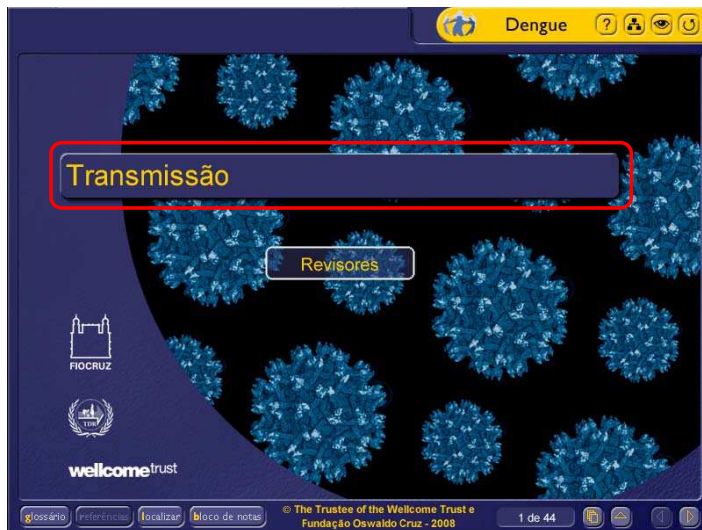 Dengue
?
Transmissão
Revisores
FIOCRUZ
TDR
wellcometrust
glossário
referências
localizar
bloco de notas
© The Trustee of the Wellcome Trust e
Fundação Oswaldo Cruz - 2008
1 de 44